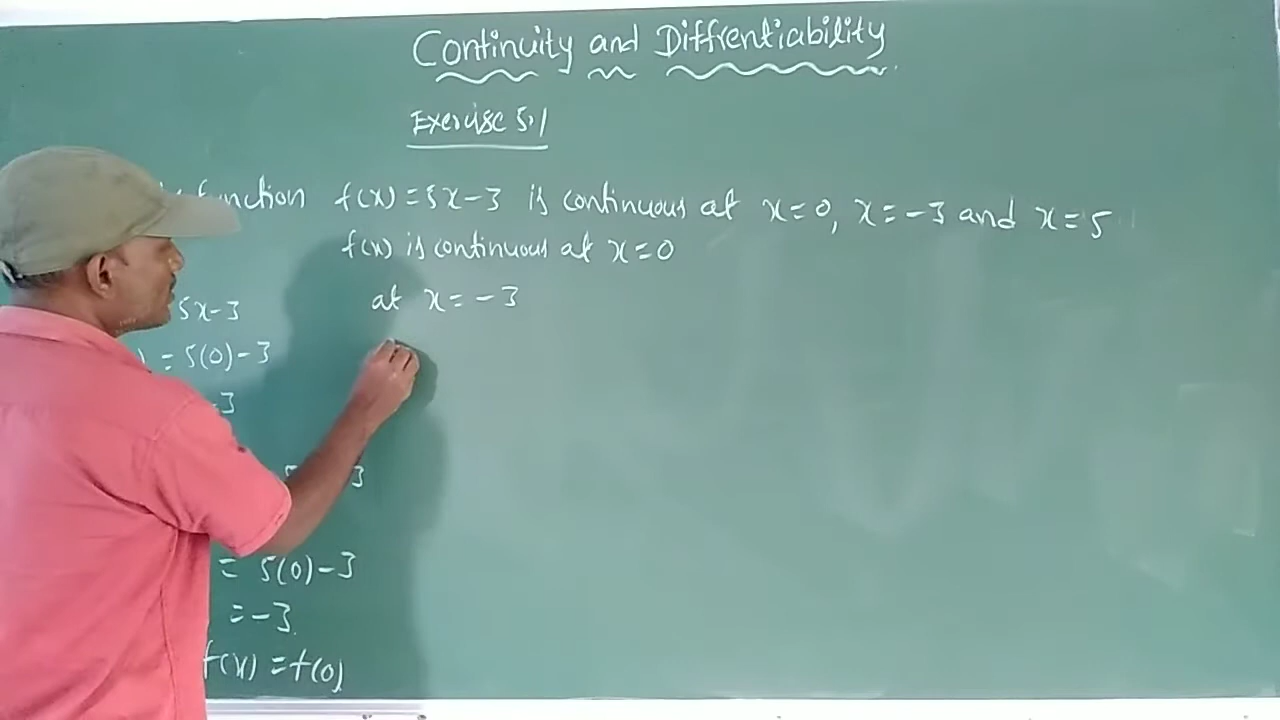 Continuity and Diffrentiability
Exercise 5.1
function f(x) = 5x-3 is continuous at x=0, x=-3 and x=5
f(x) is continuous at x=0
at x=-3
5x-3
) = 5(0)-3
-3
3
= 5(0)-3
= -3.
f(x) = f(0)